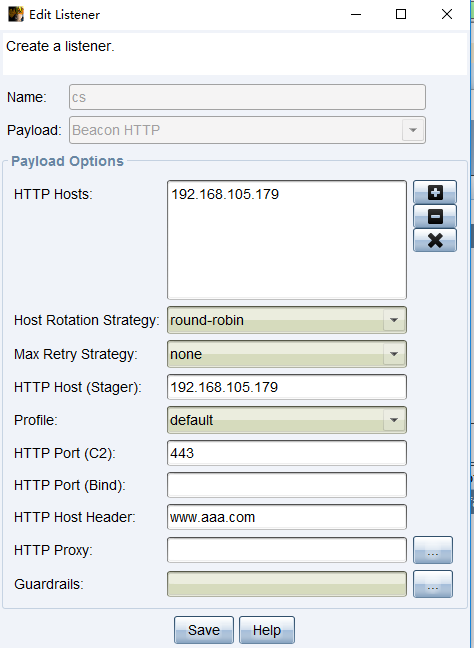 Edit Listener
Create a listener.
Name: cs
Payload: Beacon HTTP
Payload Options
HTTP Hosts: 192.168.105.179
Host Rotation Strategy: round-robin
Max Retry Strategy: none
HTTP Host (Stager): 192.168.105.179
Profile: default
HTTP Port (C2): 443
HTTP Port (Bind):
HTTP Host Header: www.aaa.com
HTTP Proxy: ...
Guardrails: ...
Save Help